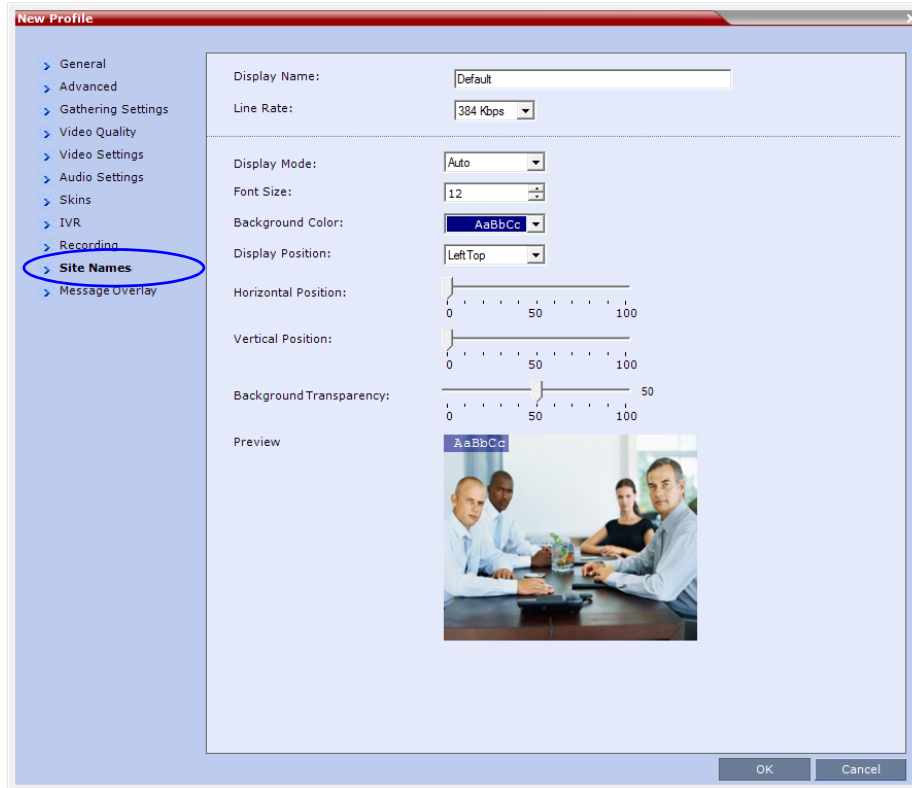 New Profile
General
Advanced
Gathering Settings
Video Quality
Video Settings
Audio Settings
Skins
IVR
Recording
Site Names
Message Overlay
Display Name: Default
Line Rate: 384 Kbps
Display Mode: Auto
Font Size: 12
Background Color: AaBbCc
Display Position: LeftTop
Horizontal Position:
0 50 100
Vertical Position:
0 50 100
Background Transparency: 50
0 50 100
Preview
AaBbCc
OK Cancel